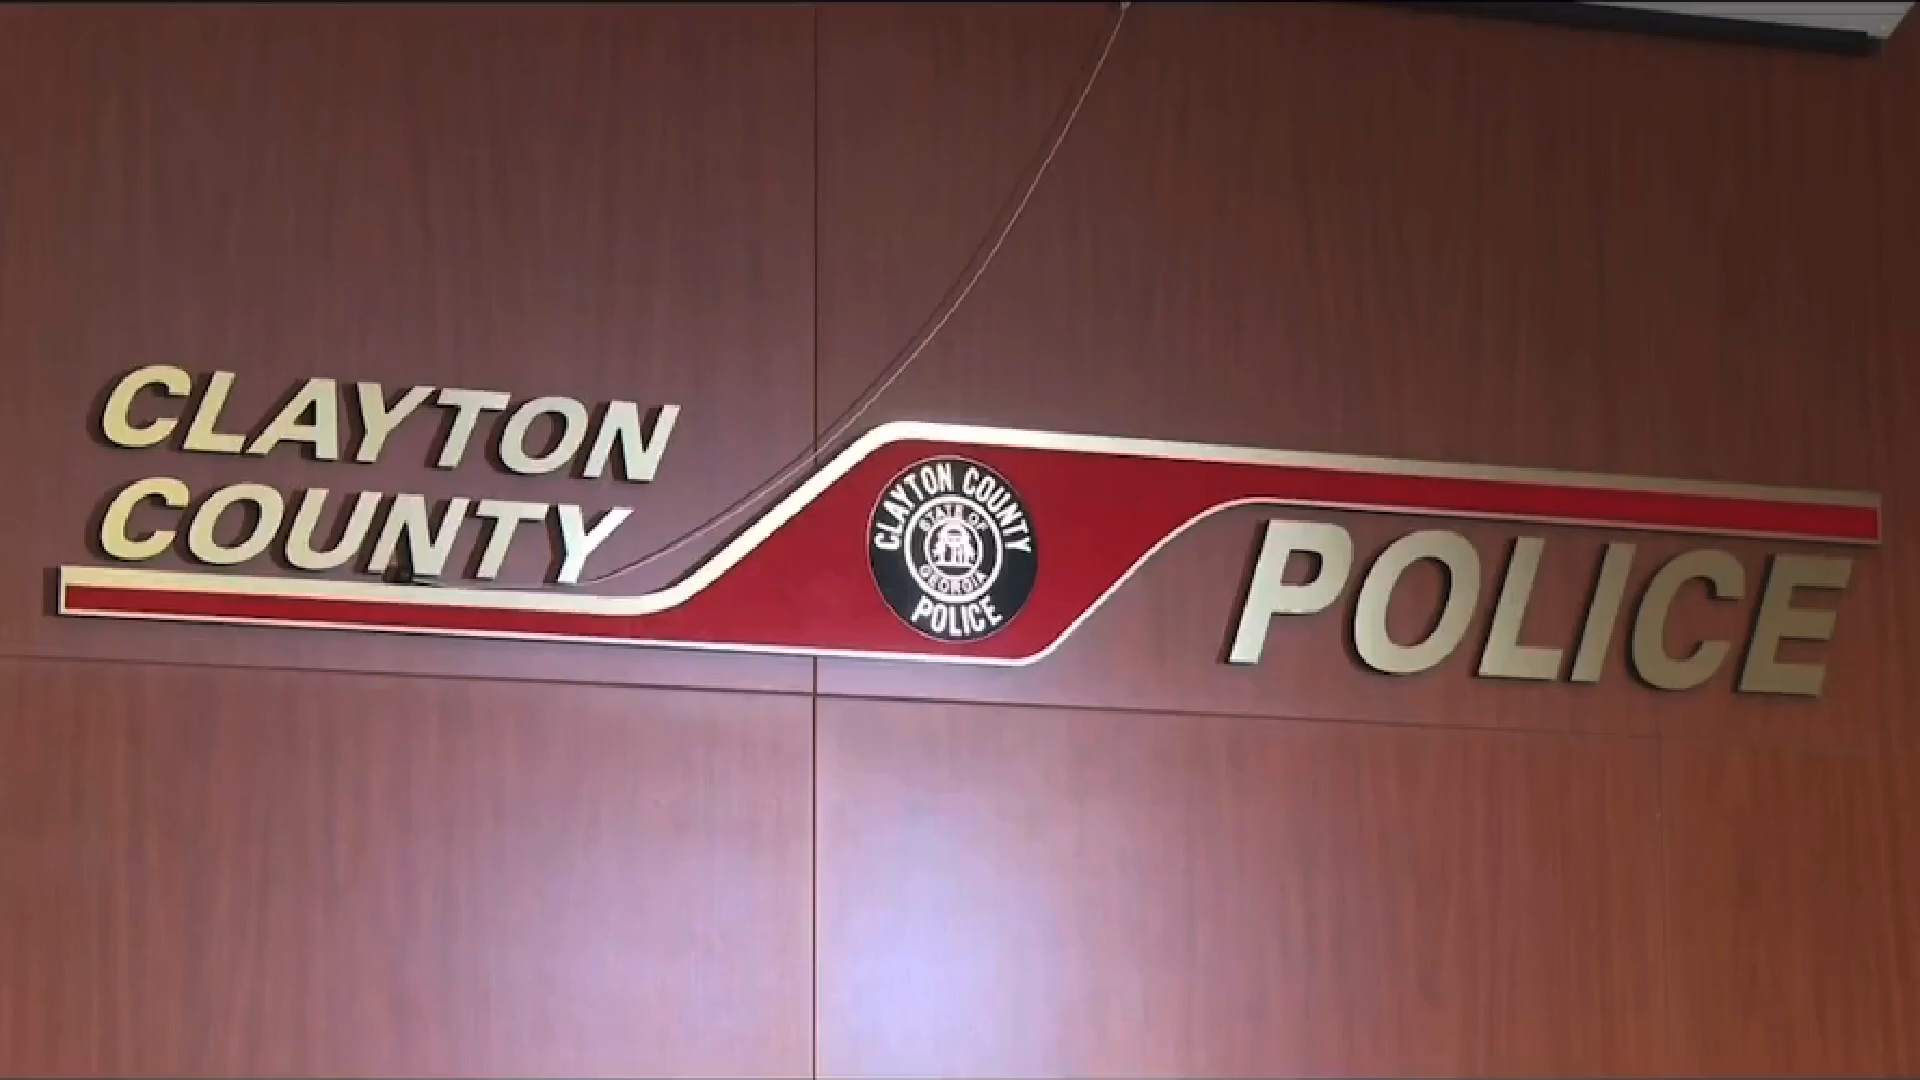 CLAYTON
COUNTY
CLAYTON COUNTY
STATE OF
GEORGIA
POLICE
POLICE